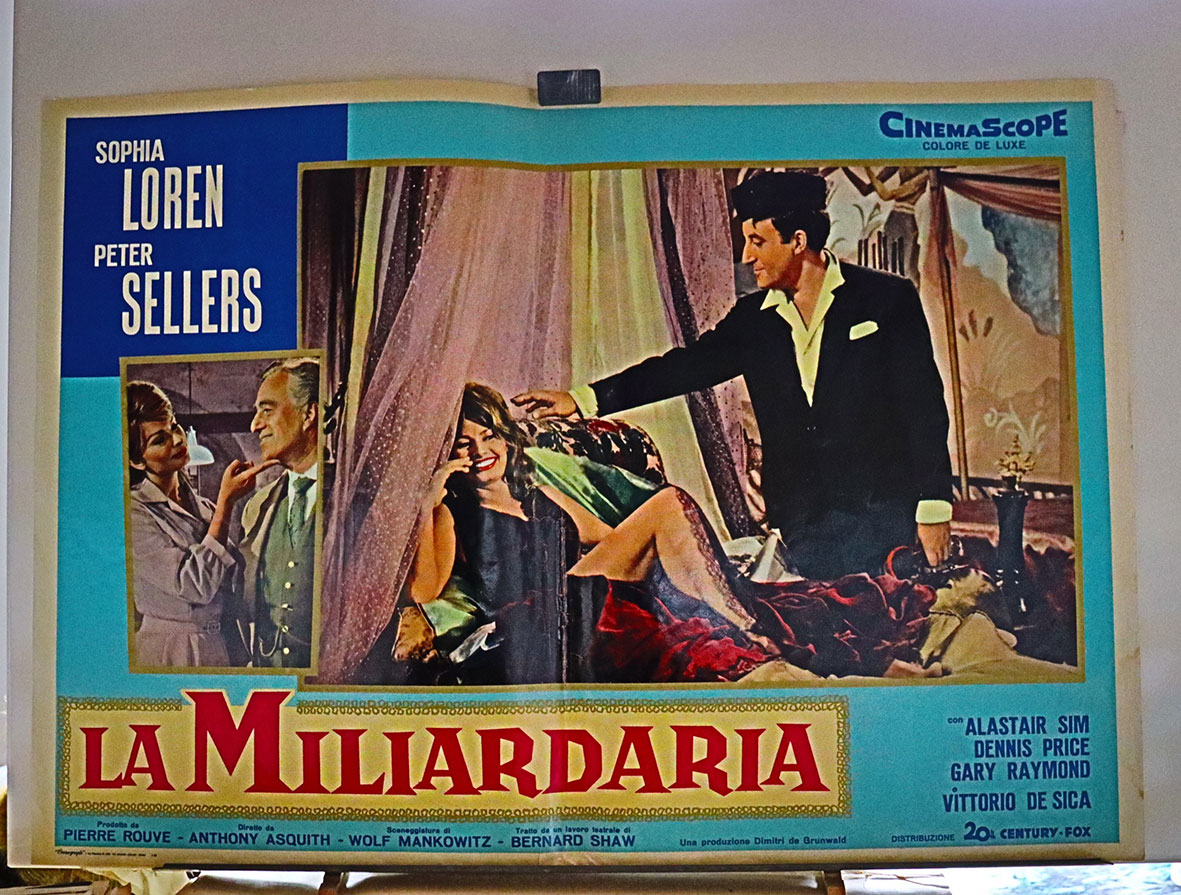 SOPHIA
LOREN
PETER
SELLERS
CINEMASCOPE
COLORE DE LUXE
LA MILIARDARIA
con ALASTAIR SIM
DENNIS PRICE
GARY RAYMOND
e VITTORIO DE SICA
Prodotto da PIERRE ROUVE - Diretto da ANTHONY ASQUITH - Sceneggiatura di WOLF MANKOWITZ - Tratto da un lavoro teatrale di BERNARD SHAW
Una produzione Dimitri de Grunwald
DISTRIBUZIONE 20th CENTURY-FOX